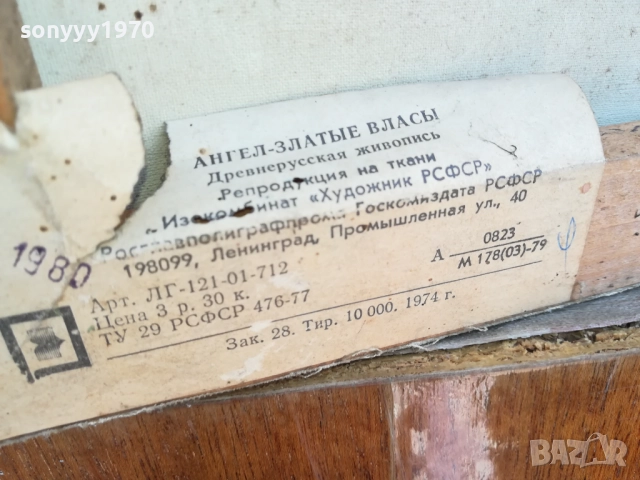 sonyyy1970
АНГЕЛ-ЗЛАТЫЕ ВЛАСЫ
Древнерусская живопись
Репродукция на ткани
Изокомбинат «Художник РСФСР»
Росглавполиграфпрома Госкомиздата РСФСР
198099, Ленинград, Промышленная ул., 40
1980
А 0823
М 178(03)-79
Арт. ЛГ-121-01-712
Цена 3 р. 30 к.
ТУ 29 РСФСР 476-77
Зак. 28. Тир. 10 000. 1974 г.
BAZAR